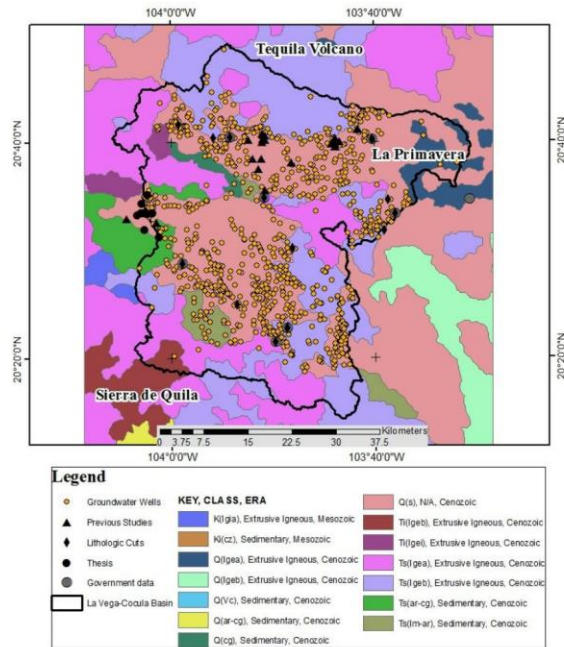 104°0'0"W 103°40'0"W
Tequila Volcano
20°40'0"N 20°40'0"N
La Primavera
20°20'0"N 20°20'0"N
Sierra de Quila
Kilometers
0 3.75 7.5 15 22.5 30 37.5
104°0'0"W 103°40'0"W
Legend
Groundwater Wells
Previous Studies
Lithologic Cuts
Thesis
Government data
La Vega-Cocula Basin
KEY, CLASS, ERA
Ki(Igia), Extrusive Igneous, Mesozoic
Ki(cz), Sedimentary, Mesozoic
Q(Igea), Extrusive Igneous, Cenozoic
Q(Igeb), Extrusive Igneous, Cenozoic
Q(Vc), Sedimentary, Cenozoic
Q(ar-cg), Sedimentary, Cenozoic
Q(cg), Sedimentary, Cenozoic
Q(s), N/A, Cenozoic
Ti(Igeb), Extrusive Igneous, Cenozoic
Ti(Igei), Extrusive Igneous, Cenozoic
Ts(Igea), Extrusive Igneous, Cenozoic
Ts(Igeb), Extrusive Igneous, Cenozoic
Ts(ar-cg), Sedimentary, Cenozoic
Ts(lm-ar), Sedimentary, Cenozoic